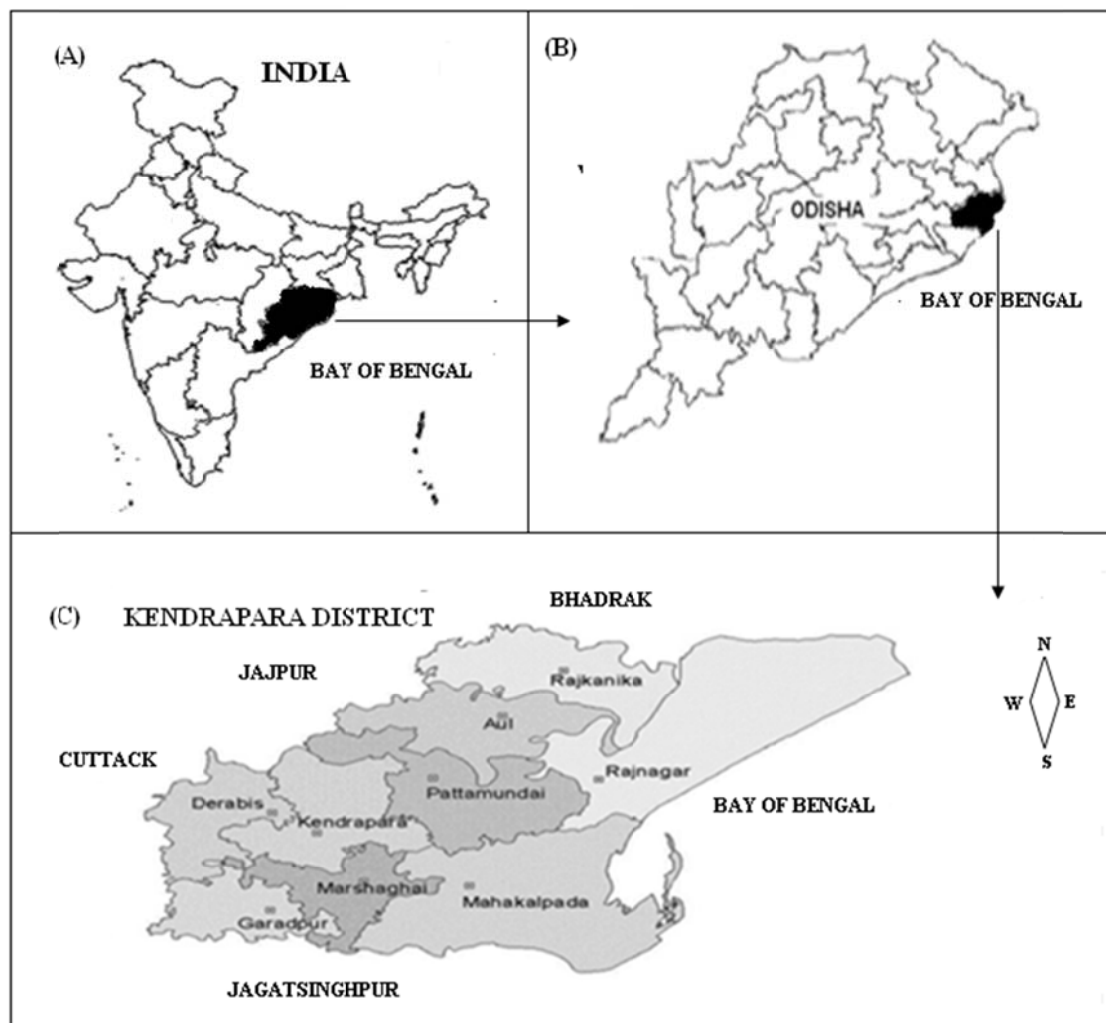 (A)
INDIA
BAY OF BENGAL
(B)
ODISHA
BAY OF BENGAL
(C) KENDRAPARA DISTRICT
BHADRAK
JAJPUR
CUTTACK
Rajkanika
Aul
Rajnagar
Pattamundai
Derabis
Kendrapara
Marshaghai
Mahakalpada
Garadpur
BAY OF BENGAL
JAGATSINGHPUR
N
W E
S